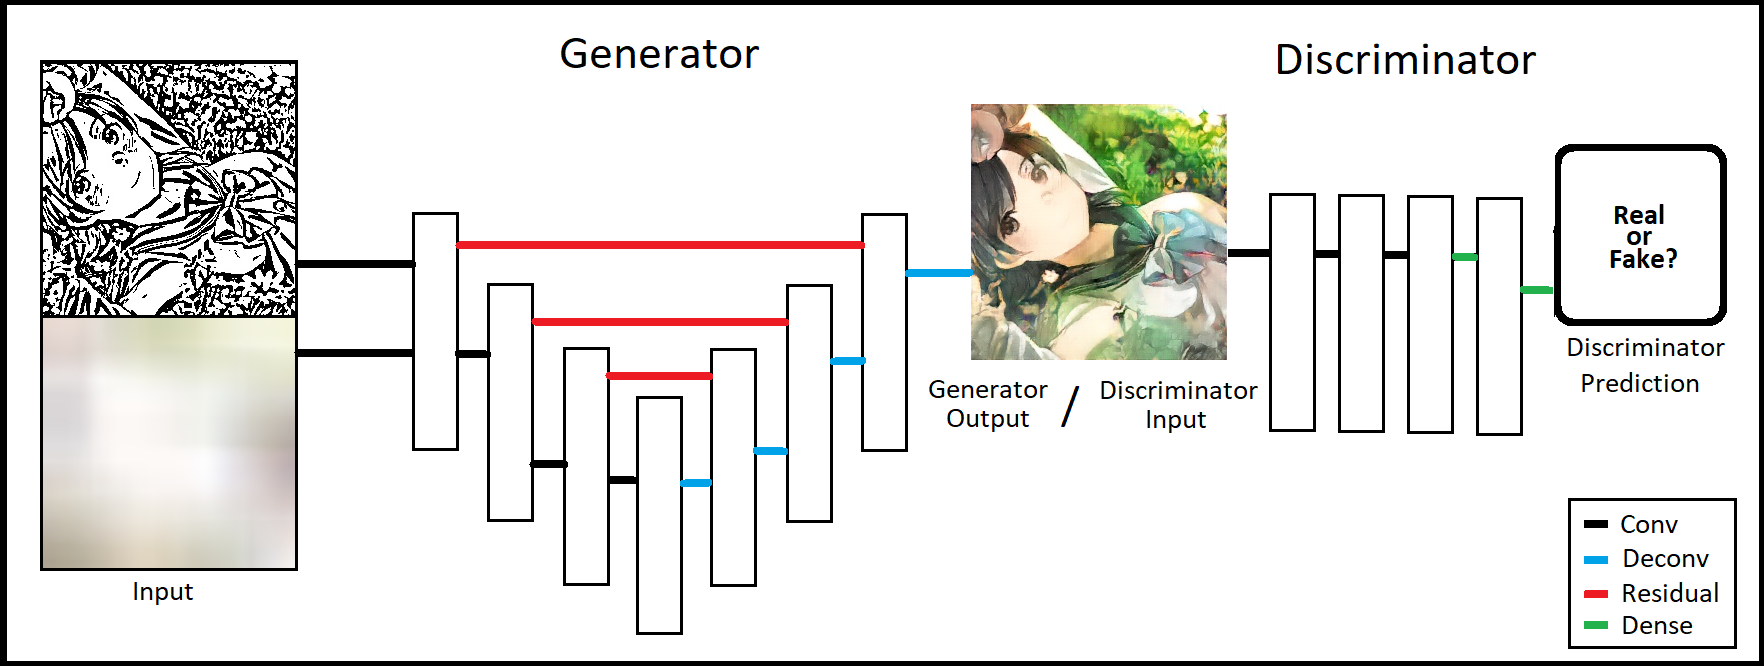 Generator
Discriminator
Input
Generator
Output
/
Discriminator
Input
Real
or
Fake?
Discriminator
Prediction
Conv
Deconv
Residual
Dense